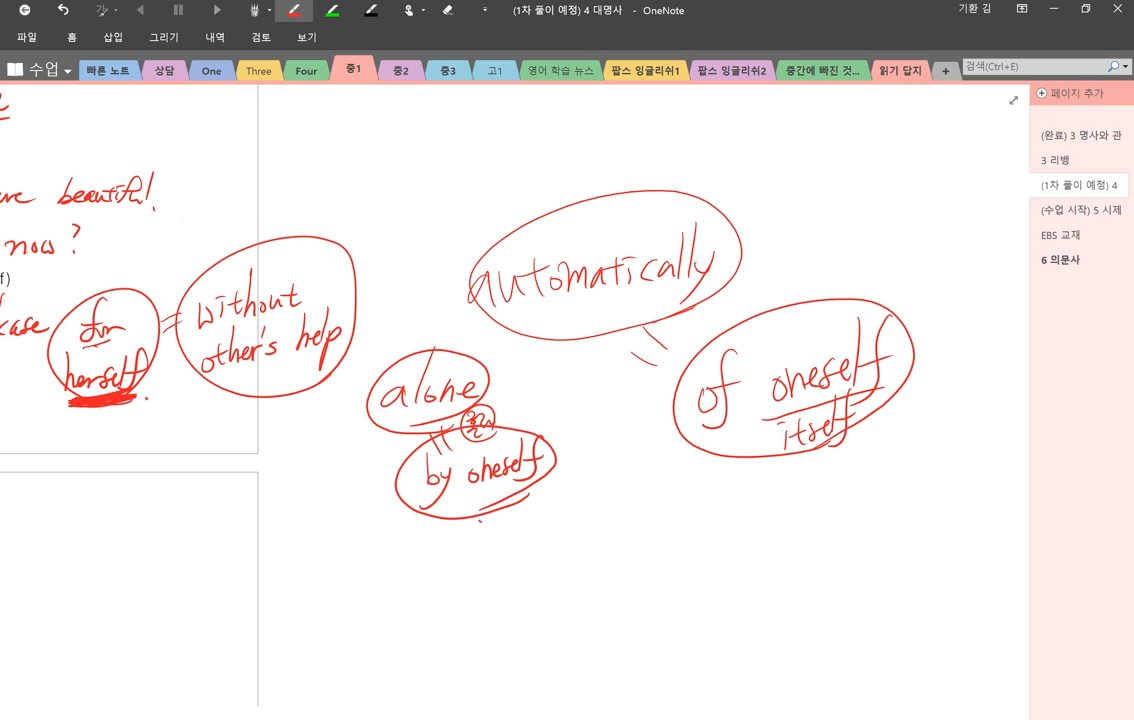 (1차 풀이 예정) 4 대명사 - OneNote
기환 김
파일 홈 삽입 그리기 내역 검토 보기
수업 빠른 노트 상담 One Three Four 중1 중2 중3 고1 영어 학습 뉴스 팝스 잉글리쉬1 팝스 잉글리쉬2 중간에 빠진 것... 읽기 답지 + 검색(Ctrl+E)
페이지 추가
(완료) 3 명사와 관
3 리뱅
(1차 풀이 예정) 4
(수업 시작) 5 시제
EBS 교재
6 의문사
beautiful!
now?
f)
case
for
herself.
=
without
other's help
alone
혼자
by oneself
automatically
of oneself
itself